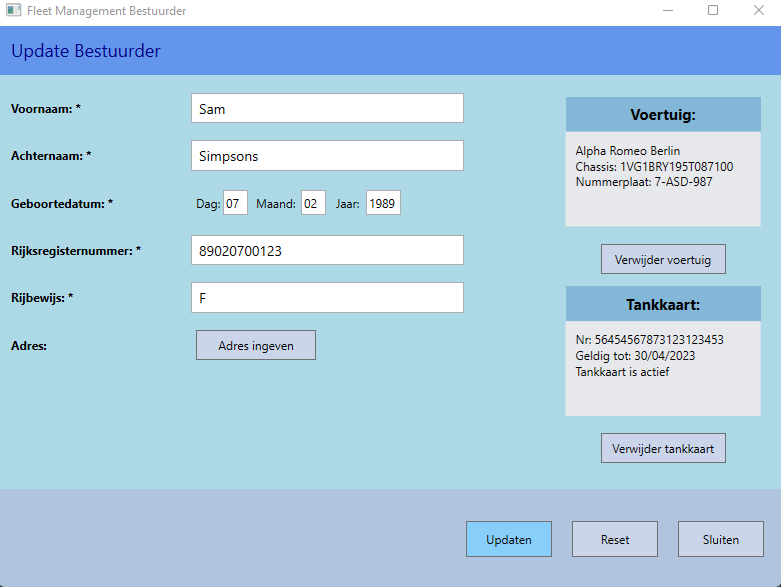 Fleet Management Bestuurder
Update Bestuurder
Voornaam: * Sam
Achternaam: * Simpsons
Geboortedatum: * Dag: 07 Maand: 02 Jaar: 1989
Rijksregisternummer: * 89020700123
Rijbewijs: * F
Adres: Adres ingeven
Voertuig:
Alpha Romeo Berlin
Chassis: 1VG1BRY195T087100
Nummerplaat: 7-ASD-987
Verwijder voertuig
Tankkaart:
Nr: 56454567873123123453
Geldig tot: 30/04/2023
Tankkaart is actief
Verwijder tankkaart
Updaten Reset Sluiten